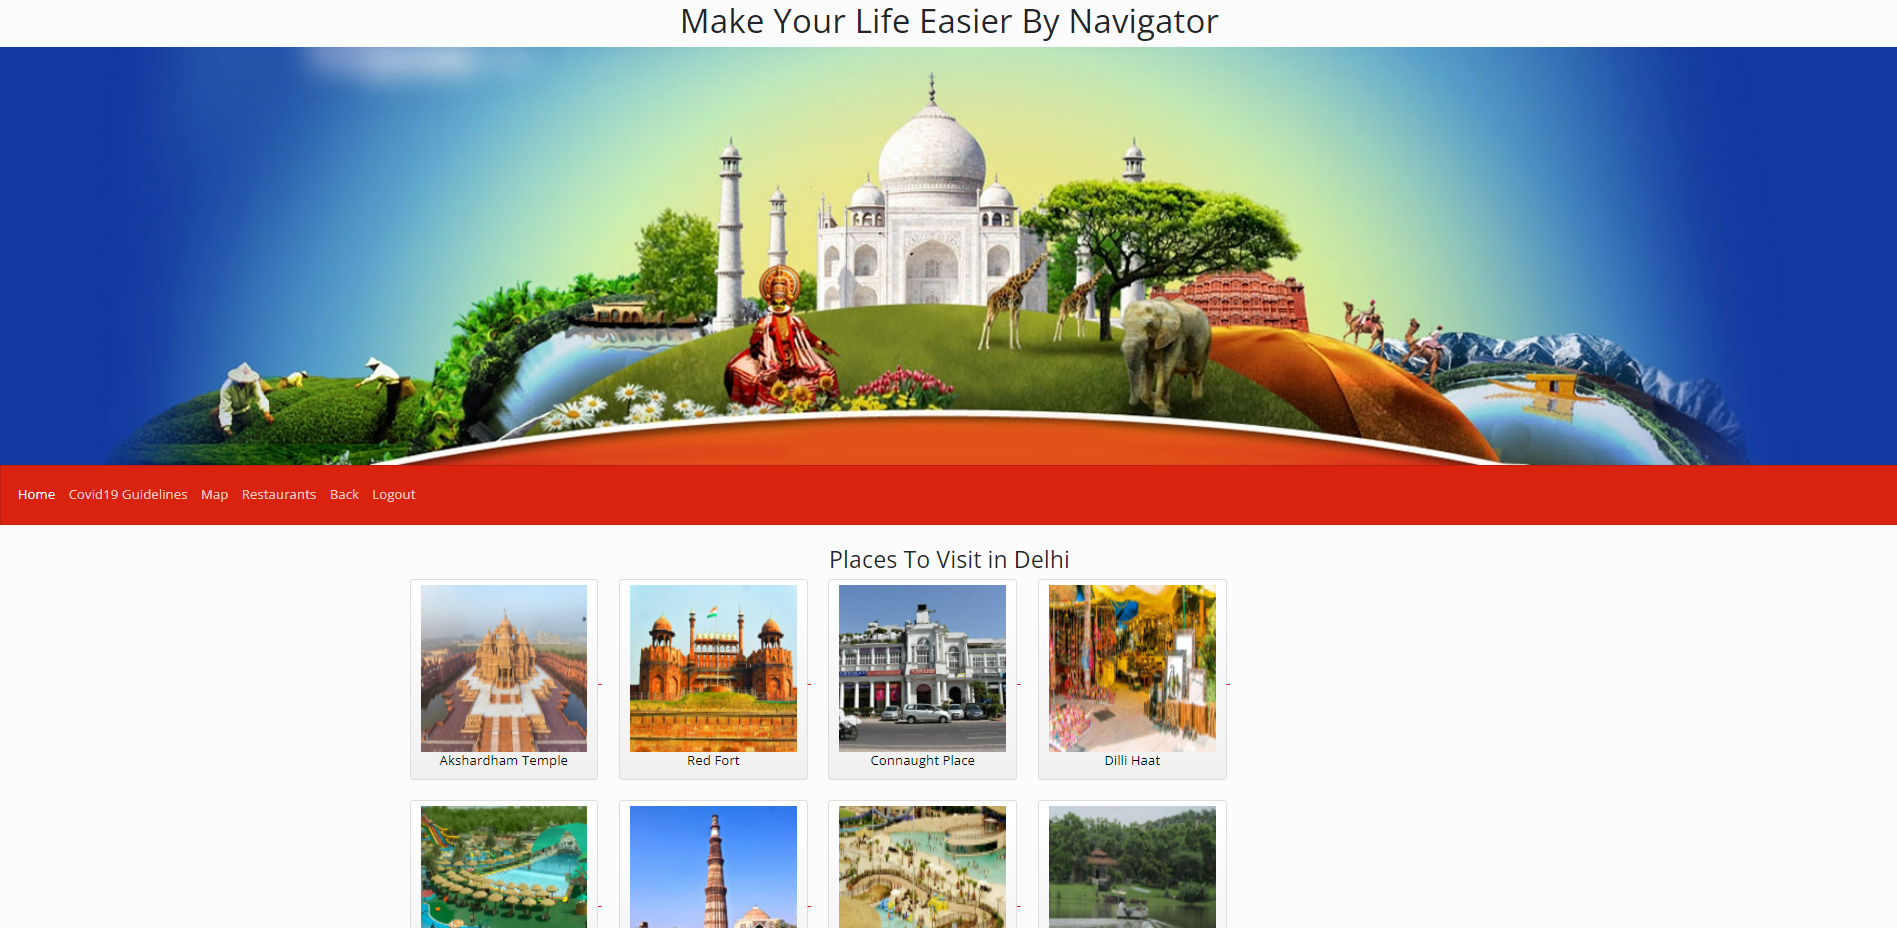 Make Your Life Easier By Navigator
Home Covid19 Guidelines Map Restaurants Back Logout
Places To Visit in Delhi
Akshardham Temple Red Fort Connaught Place Dilli Haat